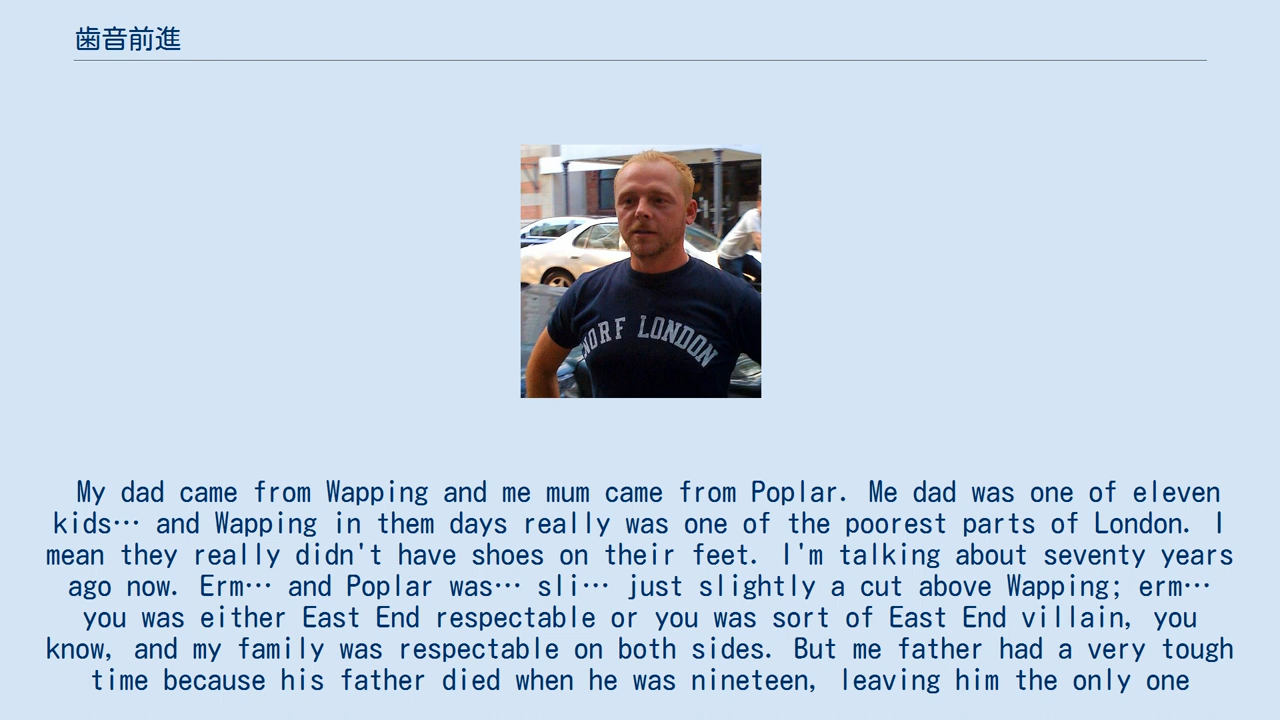 歯音前進
NORF LONDON
My dad came from Wapping and me mum came from Poplar. Me dad was one of eleven
kids… and Wapping in them days really was one of the poorest parts of London. I
mean they really didn't have shoes on their feet. I'm talking about seventy years
ago now. Erm… and Poplar was… sli… just slightly a cut above Wapping; erm…
you was either East End respectable or you was sort of East End villain, you
know, and my family was respectable on both sides. But me father had a very tough
time because his father died when he was nineteen, leaving him the only one